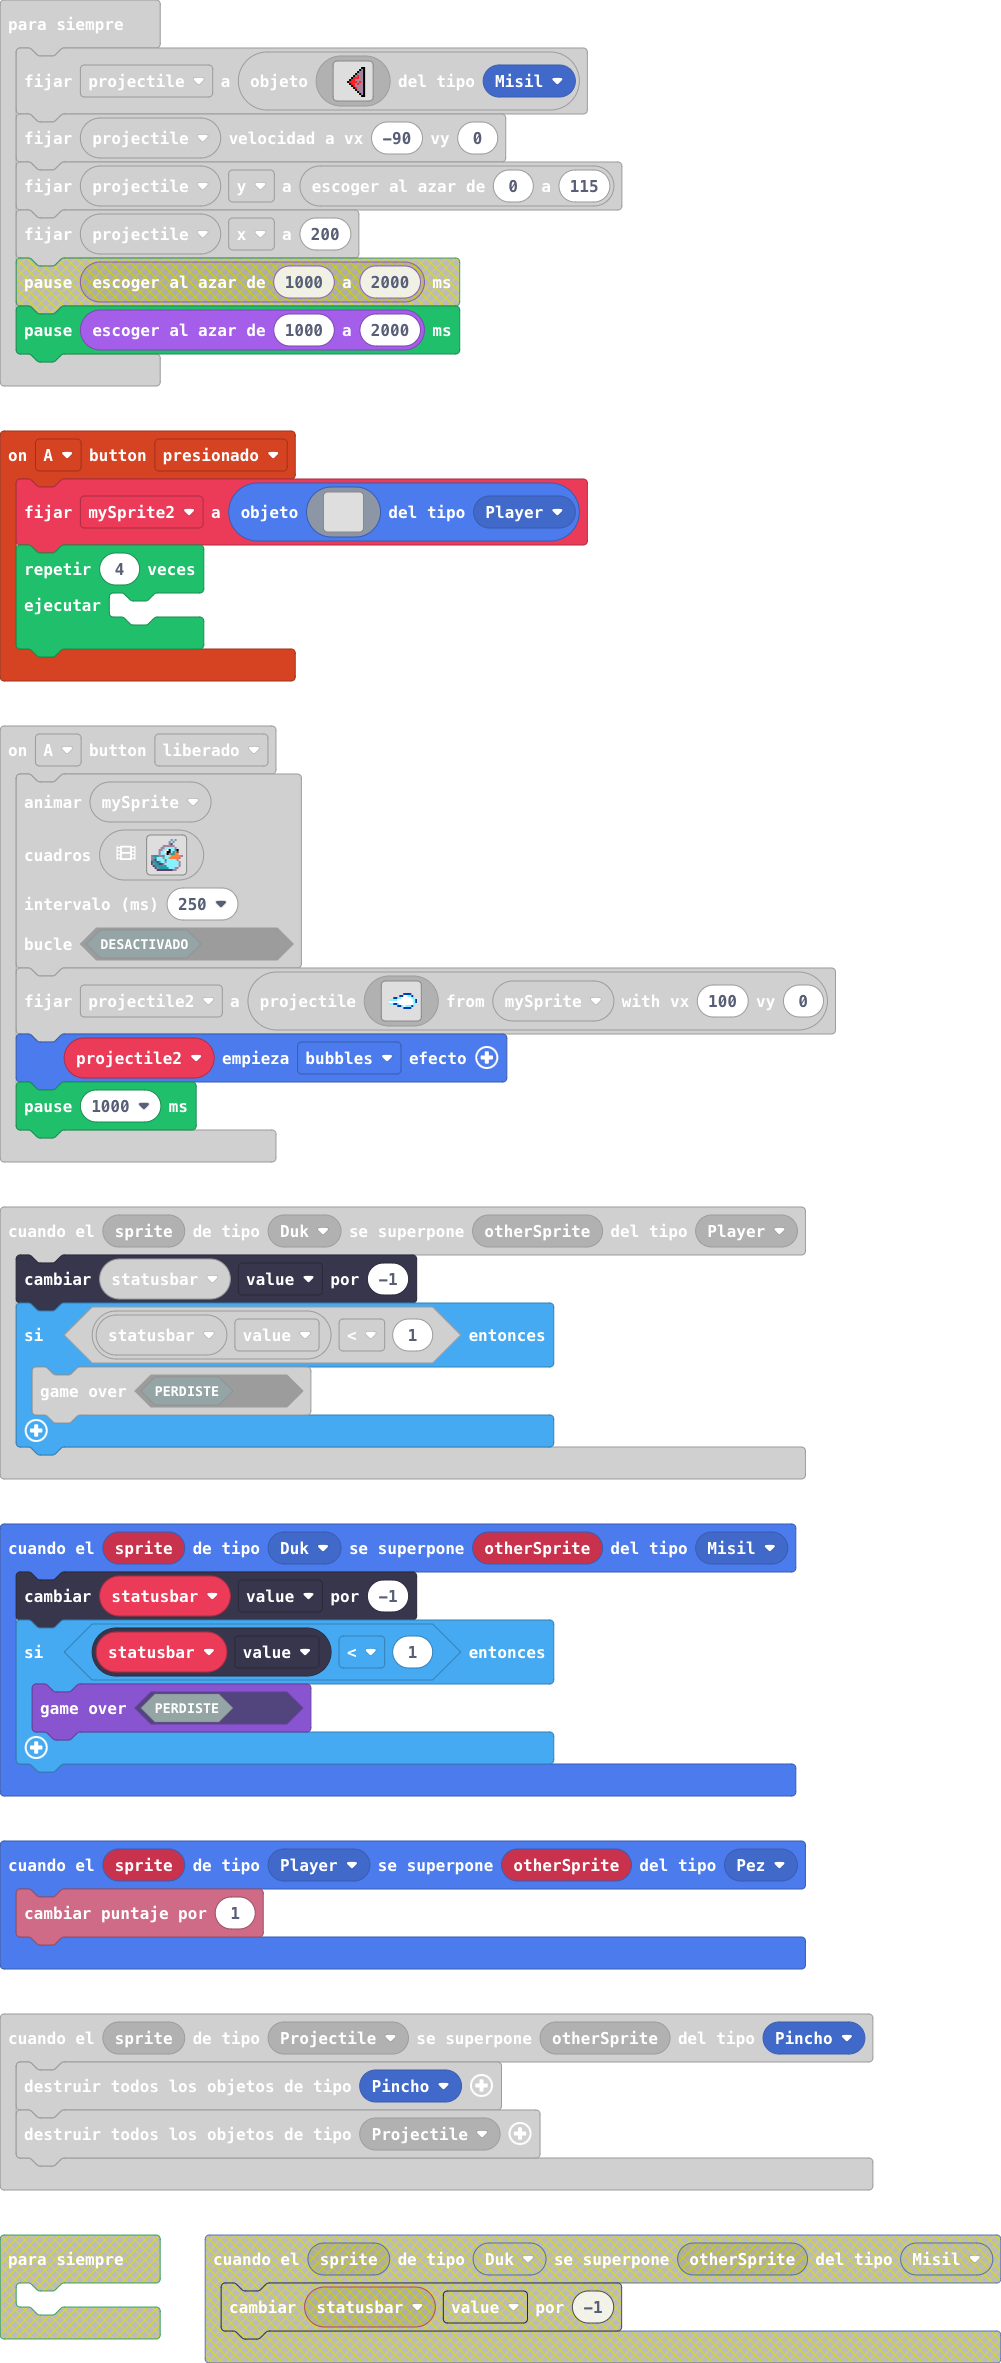 para siempre
fijar projectile a objeto del tipo Misil
fijar projectile velocidad a vx -90 vy 0
fijar projectile y a escoger al azar de 0 a 115
fijar projectile x a 200
pause escoger al azar de 1000 a 2000 ms
pause escoger al azar de 1000 a 2000 ms
on A button presionado
fijar mySprite2 a objeto del tipo Player
repetir 4 veces
ejecutar
on A button liberado
animar mySprite
cuadros
intervalo (ms) 250
bucle DESACTIVADO
fijar projectile2 a projectile from mySprite with vx 100 vy 0
projectile2 empieza bubbles efecto
pause 1000 ms
cuando el sprite de tipo Duk se superpone otherSprite del tipo Player
cambiar statusbar value por -1
si statusbar value < 1 entonces
game over PERDISTE
cuando el sprite de tipo Duk se superpone otherSprite del tipo Misil
cambiar statusbar value por -1
si statusbar value < 1 entonces
game over PERDISTE
cuando el sprite de tipo Player se superpone otherSprite del tipo Pez
cambiar puntaje por 1
cuando el sprite de tipo Projectile se superpone otherSprite del tipo Pincho
destruir todos los objetos de tipo Pincho
destruir todos los objetos de tipo Projectile
para siempre
cuando el sprite de tipo Duk se superpone otherSprite del tipo Misil
cambiar statusbar value por -1